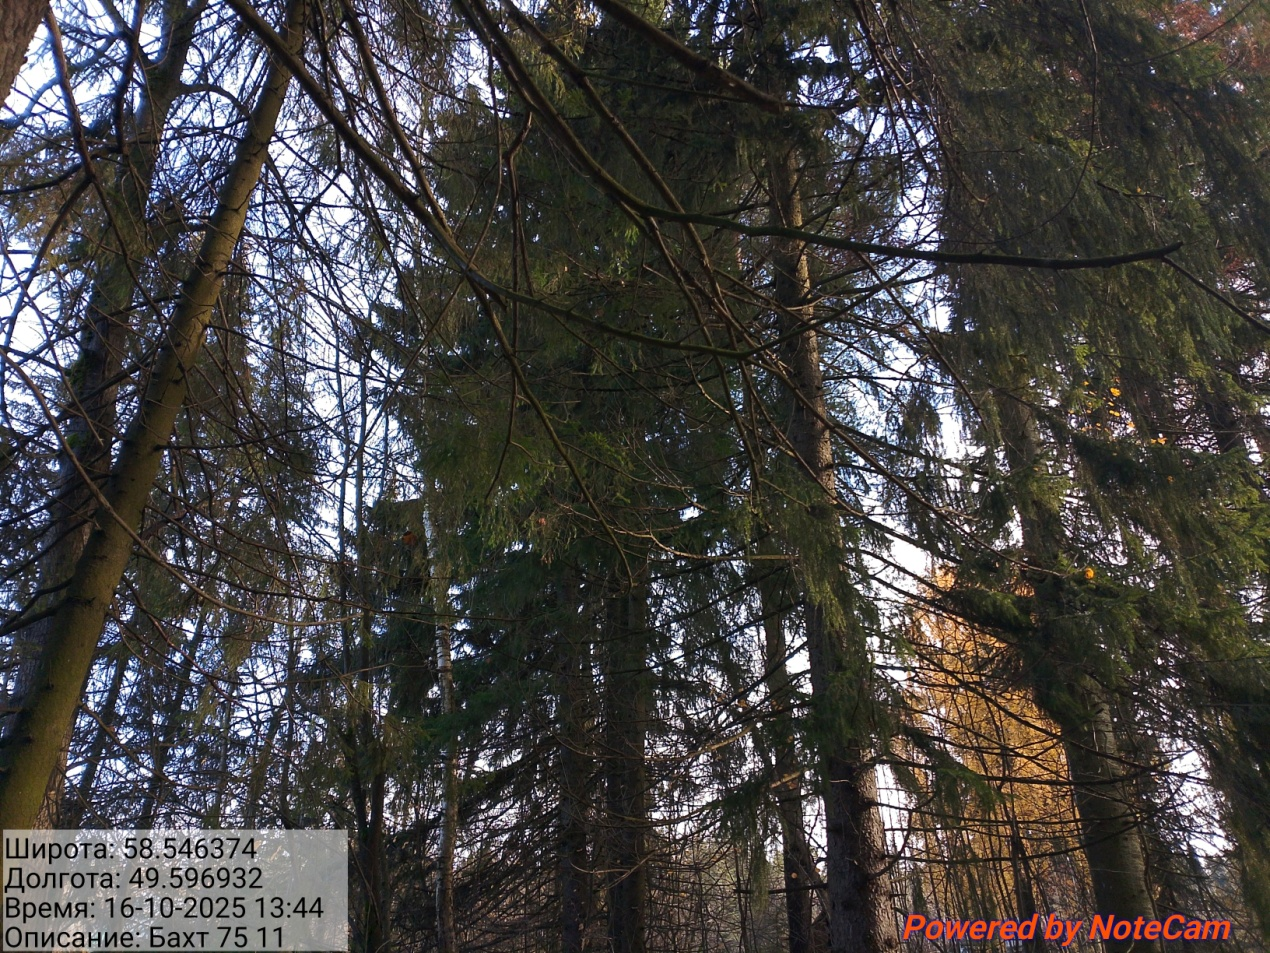 Широта: 58.546374
Долгота: 49.596932
Время: 16-10-2025 13:44
Описание: Бахт 75 11
Powered by NoteCam